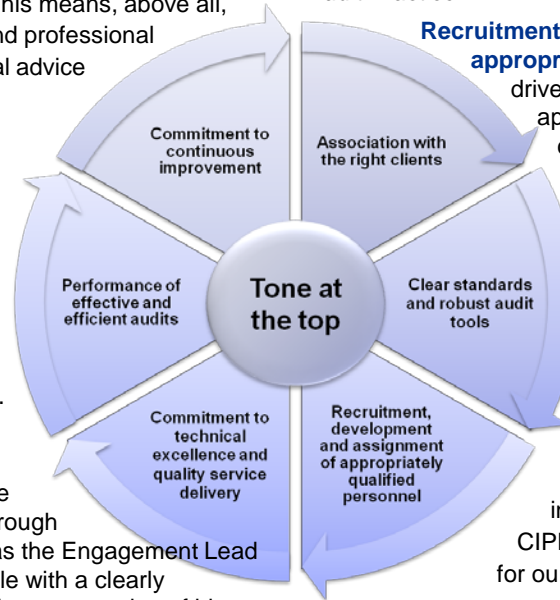 his means, above all,
nd professional
al advice
Recruitment
appropr
drive
ap
Commitment to
continuous
improvement
Association with
the right clients
Performance of
effective and
efficient audits
Tone at
the top
Clear standards
and robust audit
tools
Commitment to
technical
excellence and
quality service
delivery
Recruitment,
development
and assignment
of appropriately
qualified
personnel
rough
as the Engagement Lead
le with a clearly
in
CIP
for ou